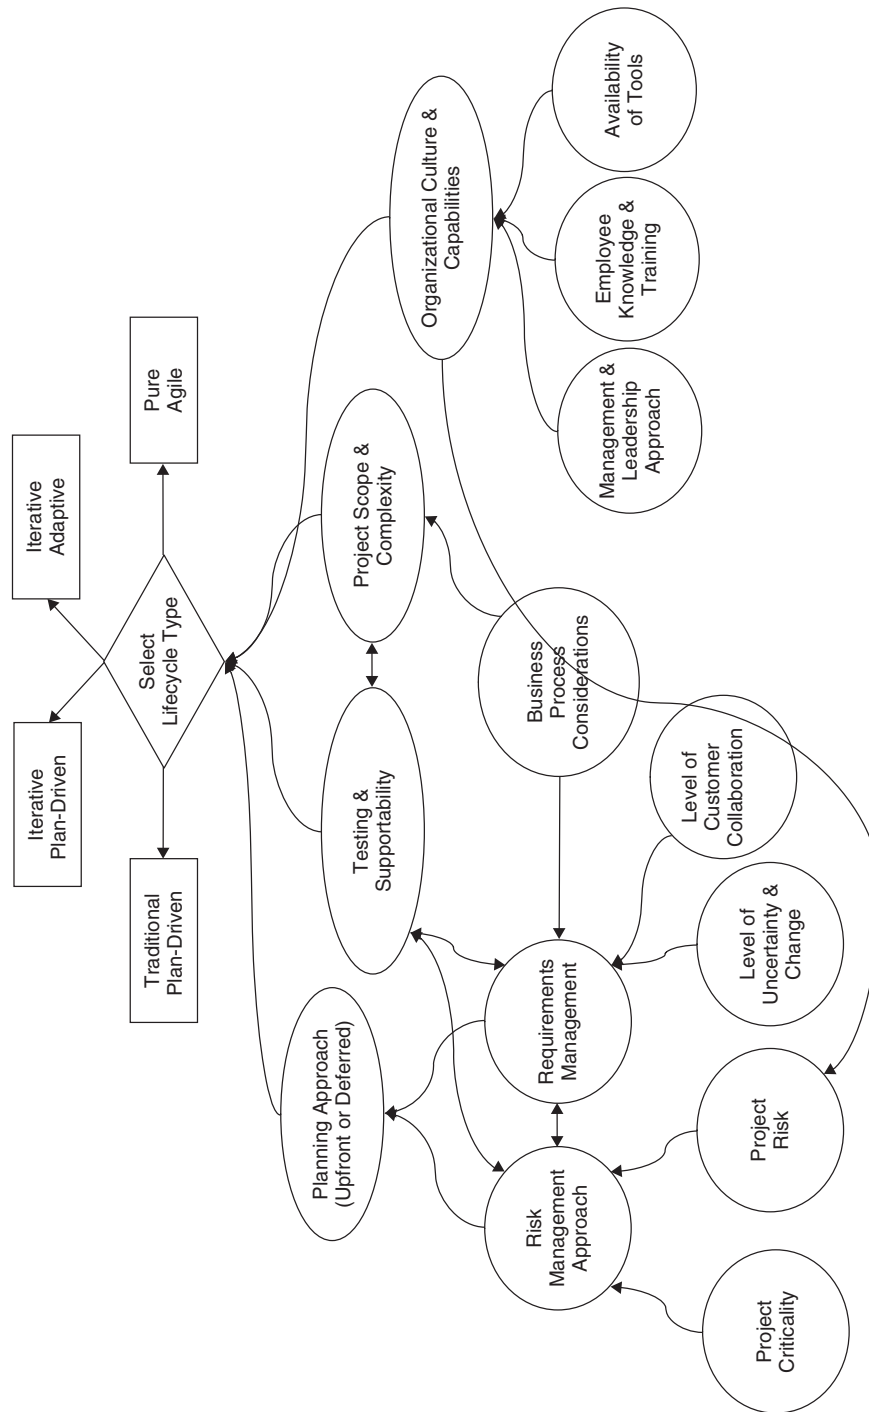 Iterative
Plan-Driven
Iterative
Adaptive
Traditional
Plan-Driven
Select
Lifecycle Type
Pure
Agile
Planning Approach
(Upfront or Deferred)
Testing &
Supportability
Project Scope &
Complexity
Organizational Culture &
Capabilities
Risk
Management
Approach
Requirements
Management
Business
Process
Considerations
Management &
Leadership
Approach
Employee
Knowledge &
Training
Availability
of Tools
Project
Criticality
Project
Risk
Level of
Uncertainty &
Change
Level of
Customer
Collaboration